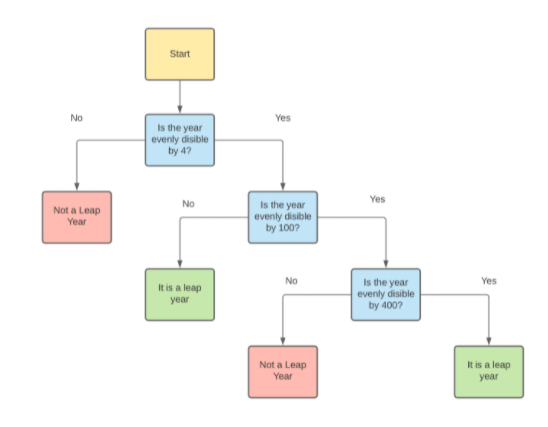 Start
No
Yes
Is the year
evenly disible
by 4?
Not a Leap
Year
No
Yes
Is the year
evenly disible
by 100?
It is a leap
year
No
Yes
Is the year
evenly disible
by 400?
Not a Leap
Year
It is a leap
year